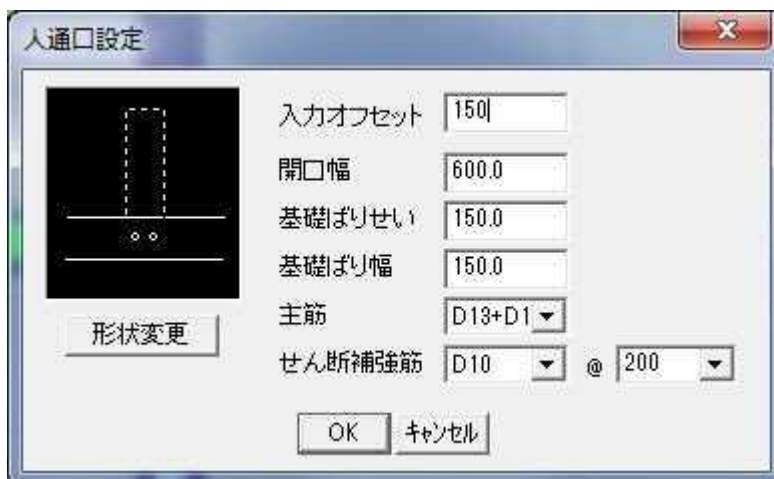 人通口設定
入力オフセット 150
開口幅 600.0
基礎ばりせい 150.0
基礎ばり幅 150.0
主筋 D13+D1
せん断補強筋 D10 @ 200
形状変更
OK キャンセル